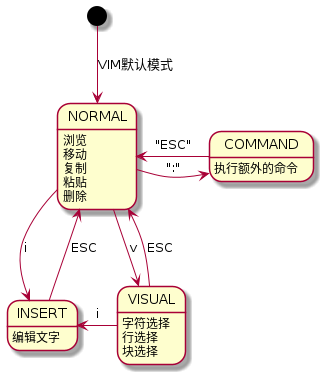 VIM默认模式
NORMAL
浏览
移动
复制
粘贴
删除
"ESC"
":"
COMMAND
执行额外的命令
i
ESC
v
ESC
INSERT
编辑文字
i
VISUAL
字符选择
行选择
块选择